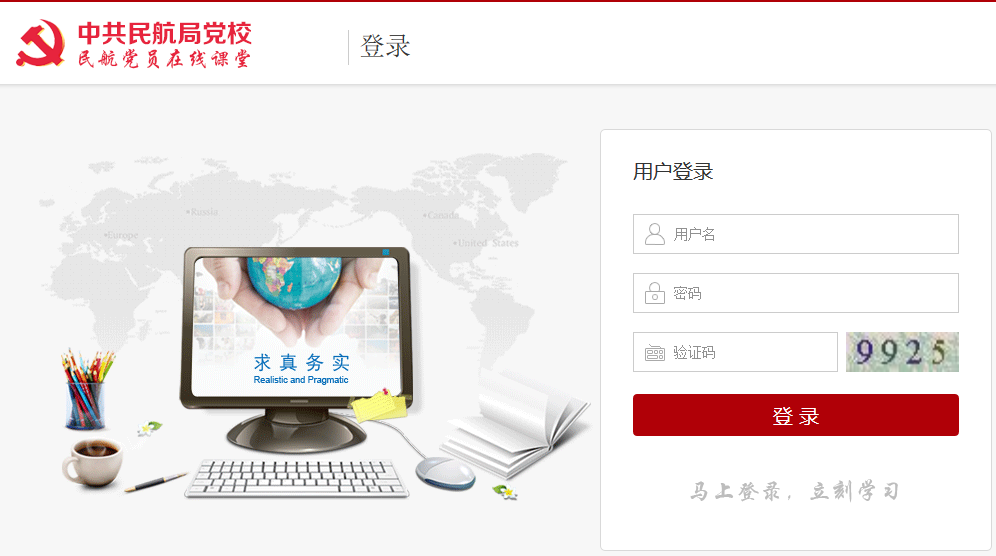 中共民航局党校
民航党员在线课堂
登录
用户登录
Russia
Canada
Europe
United States
用户名
密码
验证码
9925
求真务实
Realistic and Pragmatic
登 录
马上登录，立刻学习